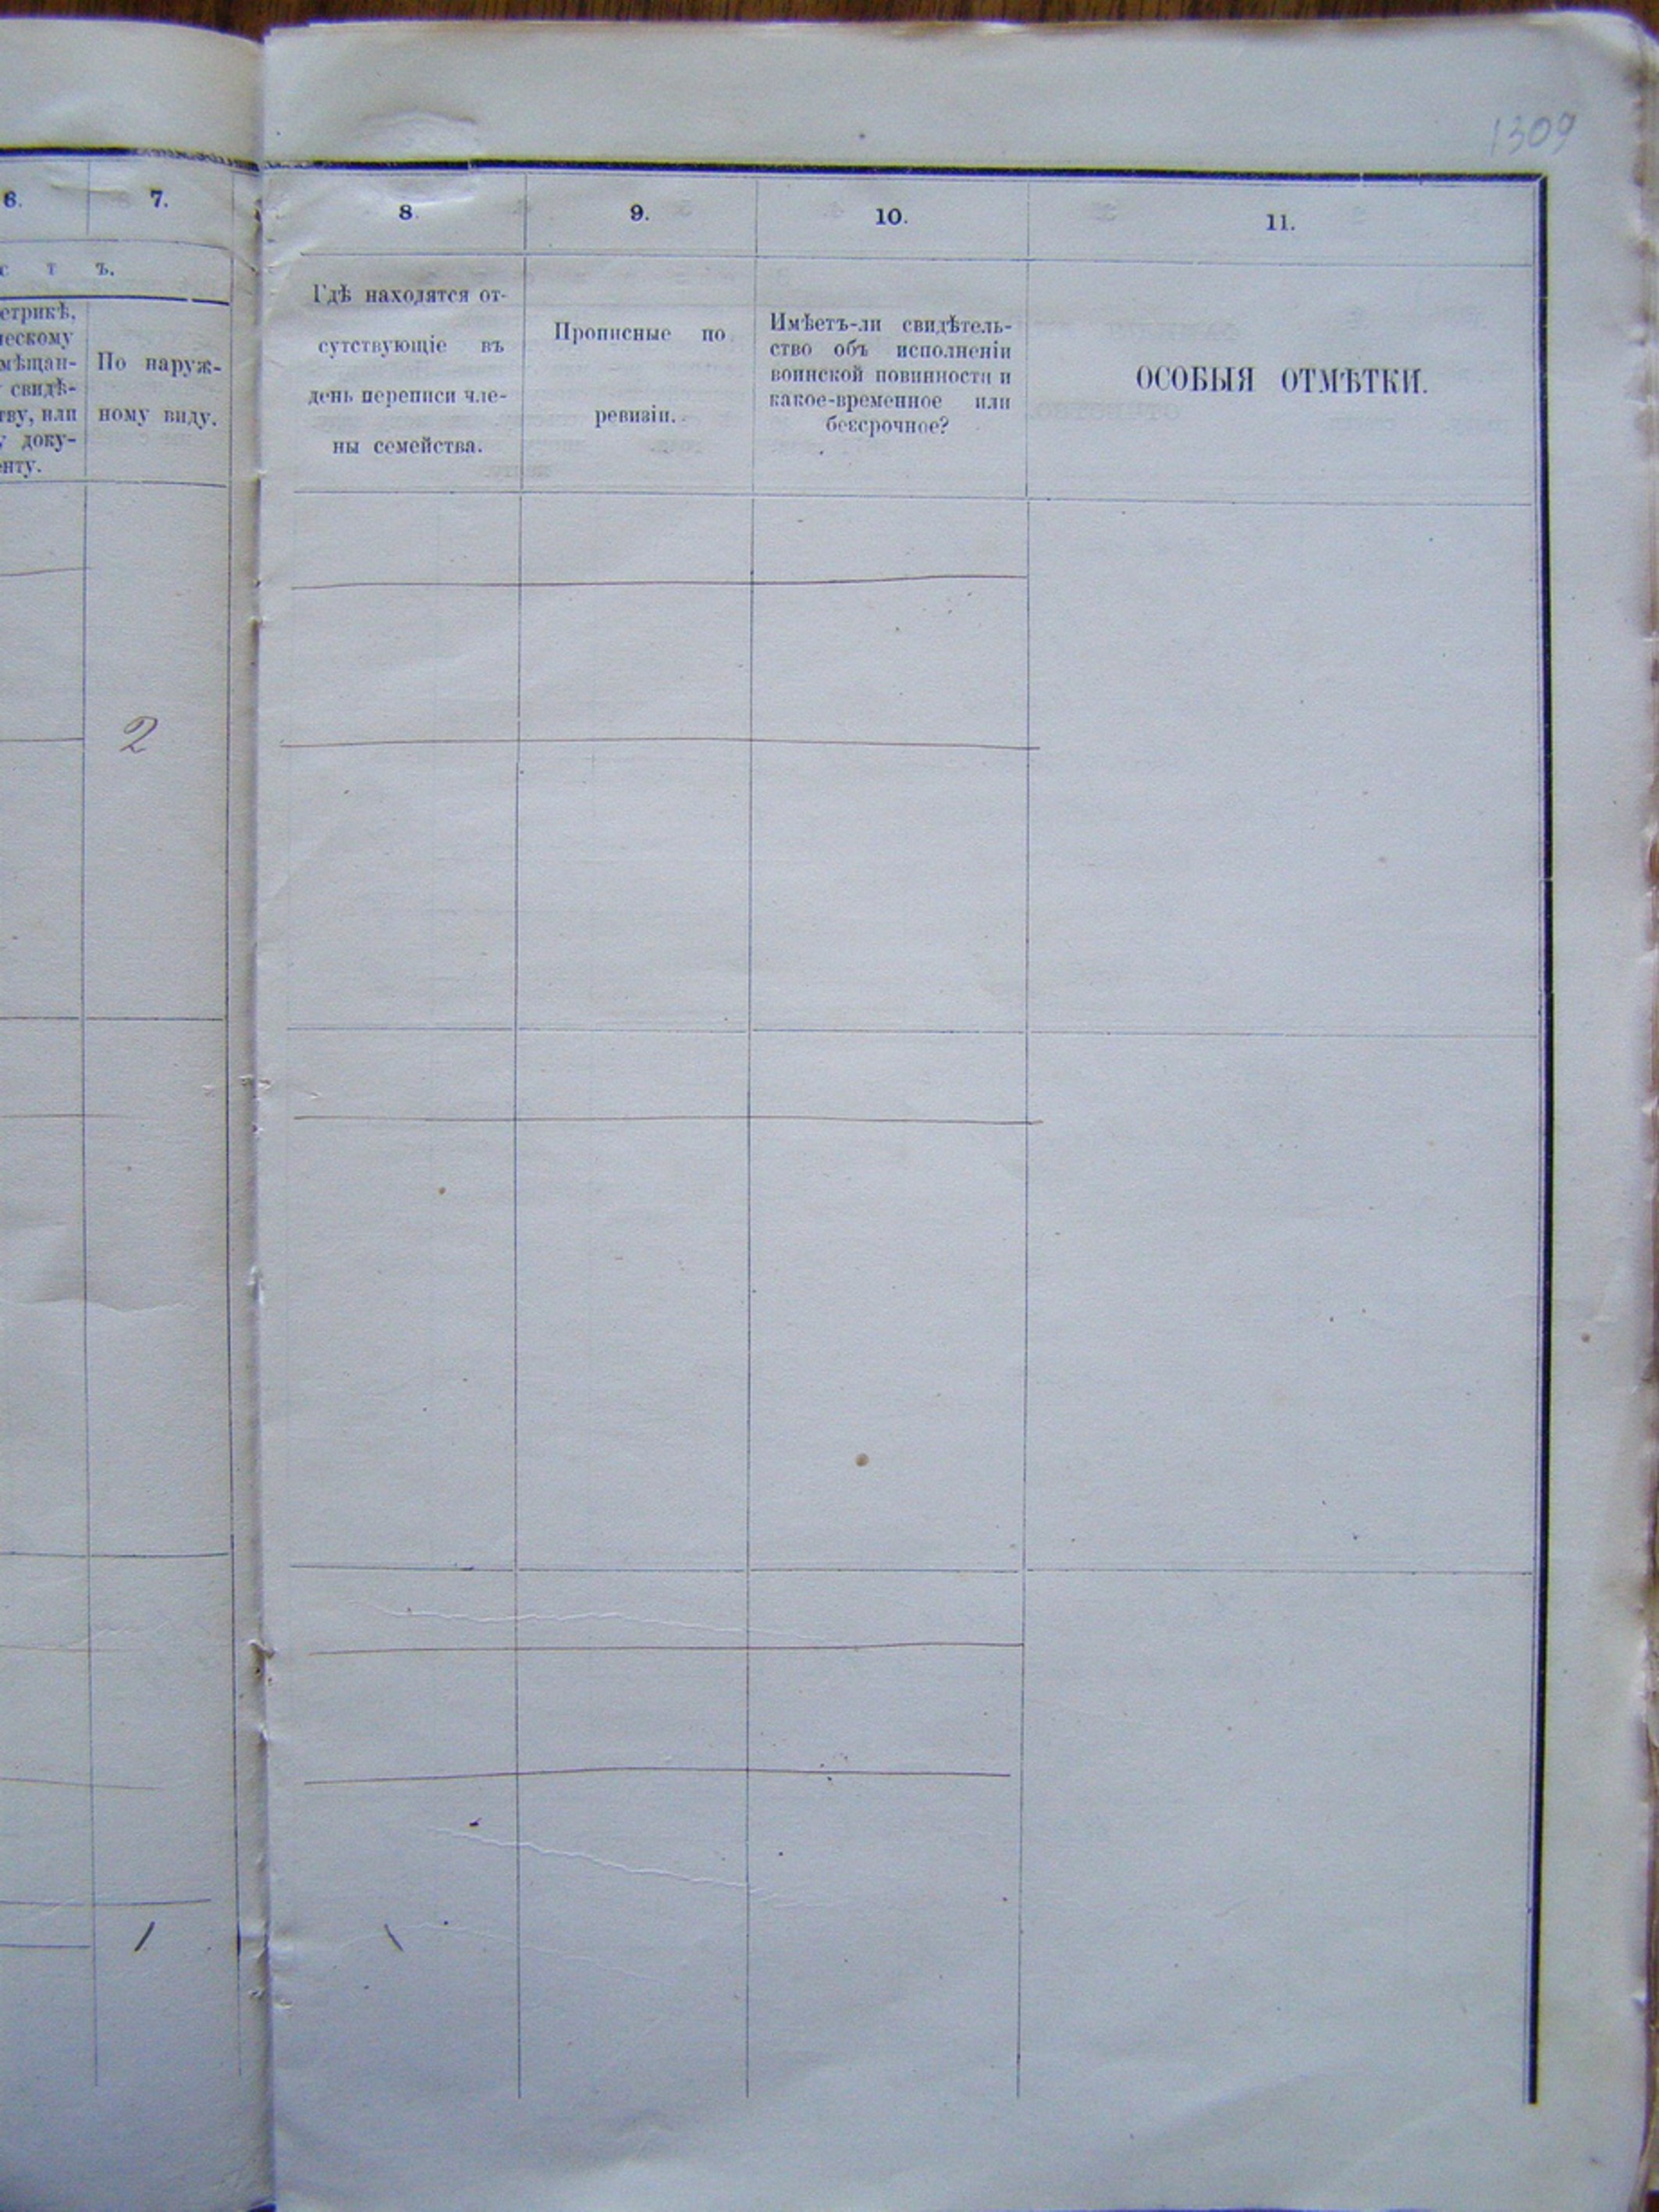 1309
6.
7.
8.
9.
10.
11.
с т ъ.
етрикѣ,
ческому
мѣщан-
свидѣ-
ству, или
у доку-
енту.
По наруж-
ному виду.
Гдѣ находятся от-
сутствующіе въ
день переписи чле-
ны семейства.
Прописные по
ревизіи.
Имѣетъ-ли свидѣтель-
ство объ исполненіи
воинской повинности и
какое-временное или
безсрочное?
ОСОБЫЯ ОТМѢТКИ.
2
1